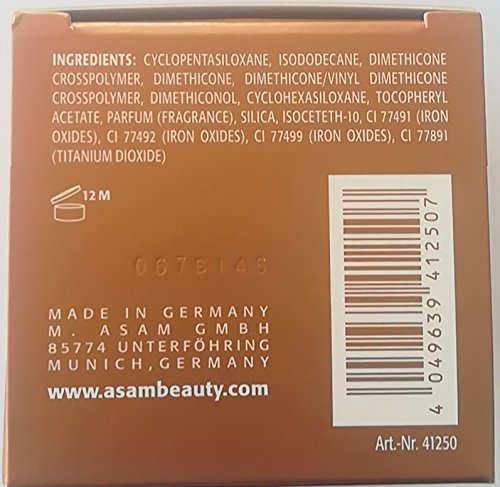 INGREDIENTS: CYCLOPENTASILOXANE, ISODODECANE, DIMETHICONE
CROSSPOLYMER, DIMETHICONE, DIMETHICONE/VINYL DIMETHICONE
CROSSPOLYMER, DIMETHICONOL, CYCLOHEXASILOXANE, TOCOPHERYL
ACETATE, PARFUM (FRAGRANCE), SILICA, ISOCETETH-10, CI 77491 (IRON
OXIDES), CI 77492 (IRON OXIDES), CI 77499 (IRON OXIDES), CI 77891
(TITANIUM DIOXIDE)
12 M
067B146
MADE IN GERMANY
M. ASAM GMBH
85774 UNTERFÖHRING
MUNICH, GERMANY
www.asambeauty.com
4 049639 412507
Art.-Nr. 41250